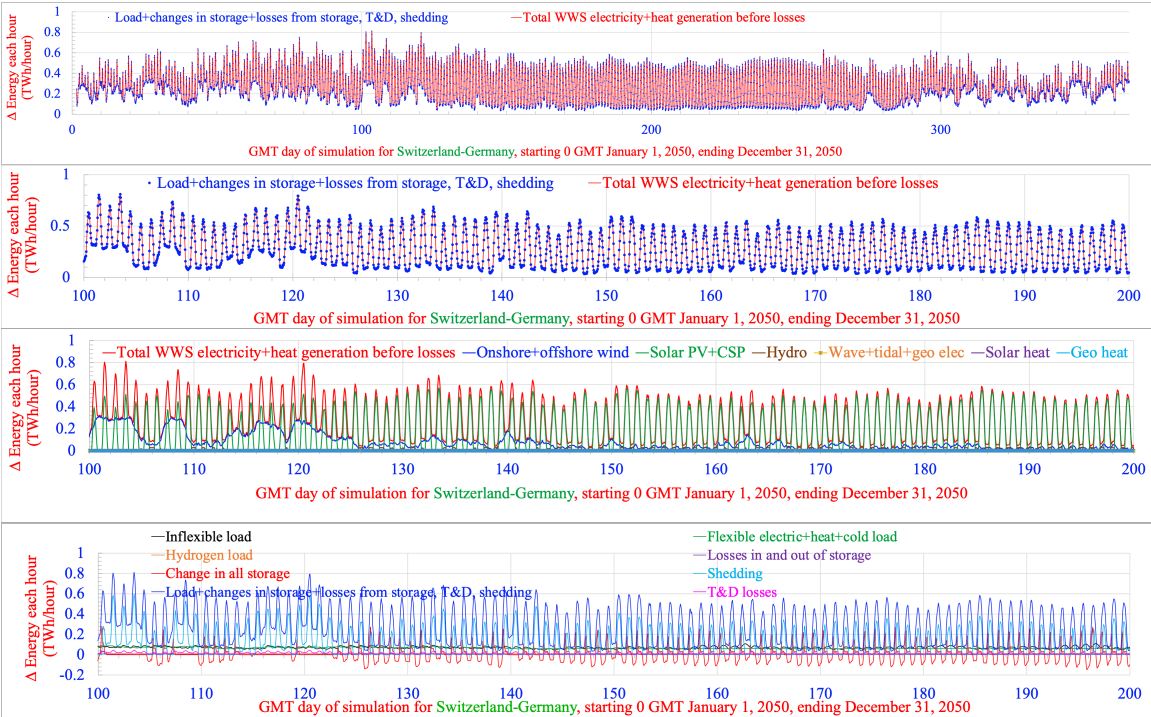 Load+changes in storage+losses from storage, T&D, shedding Total WWS electricity+heat generation before losses
Δ Energy each hour
(TWh/hour)
1
0.8
0.6
0.4
0.2
0
0 100 200 300
GMT day of simulation for Switzerland-Germany, starting 0 GMT January 1, 2050, ending December 31, 2050
Load+changes in storage+losses from storage, T&D, shedding Total WWS electricity+heat generation before losses
Δ Energy each hour
(TWh/hour)
1
0.5
0
100 110 120 130 140 150 160 170 180 190 200
GMT day of simulation for Switzerland-Germany, starting 0 GMT January 1, 2050, ending December 31, 2050
Total WWS electricity+heat generation before losses Onshore+offshore wind Solar PV+CSP Hydro Wave+tidal+geo elec Solar heat Geo heat
Δ Energy each hour
(TWh/hour)
1
0.8
0.6
0.4
0.2
0
100 110 120 130 140 150 160 170 180 190 200
GMT day of simulation for Switzerland-Germany, starting 0 GMT January 1, 2050, ending December 31, 2050
Inflexible load Flexible electric+heat+cold load
Hydrogen load Losses in and out of storage
Change in all storage Shedding
Load+changes in storage+losses from storage, T&D, shedding T&D losses
Δ Energy each hour
(TWh/hour)
1
0.8
0.6
0.4
0.2
0
-0.2
100 110 120 130 140 150 160 170 180 190 200
GMT day of simulation for Switzerland-Germany, starting 0 GMT January 1, 2050, ending December 31, 2050